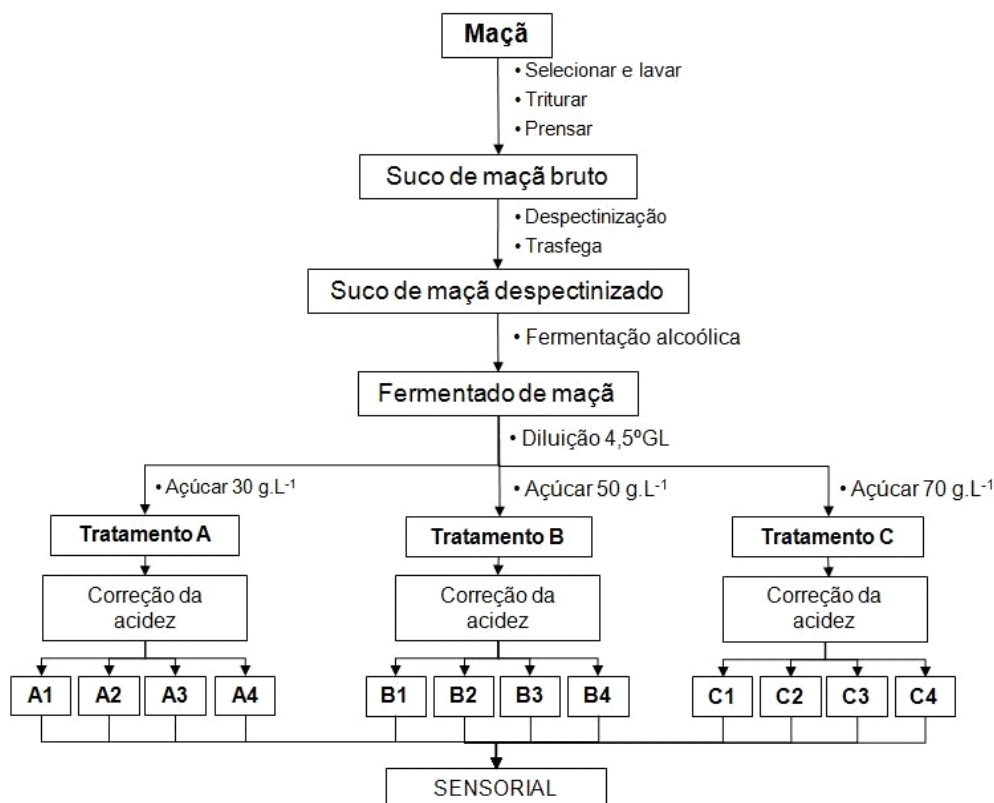 Maçã
• Selecionar e lavar
• Triturar
• Prensar
Suco de maçã bruto
• Despectinização
• Trasfega
Suco de maçã despectinizado
• Fermentação alcoólica
Fermentado de maçã
• Diluição 4,5ºGL
• Açúcar 30 g.L⁻¹
• Açúcar 50 g.L⁻¹
• Açúcar 70 g.L⁻¹
Tratamento A
Tratamento B
Tratamento C
Correção da
acidez
Correção da
acidez
Correção da
acidez
A1 A2 A3 A4
B1 B2 B3 B4
C1 C2 C3 C4
SENSORIAL